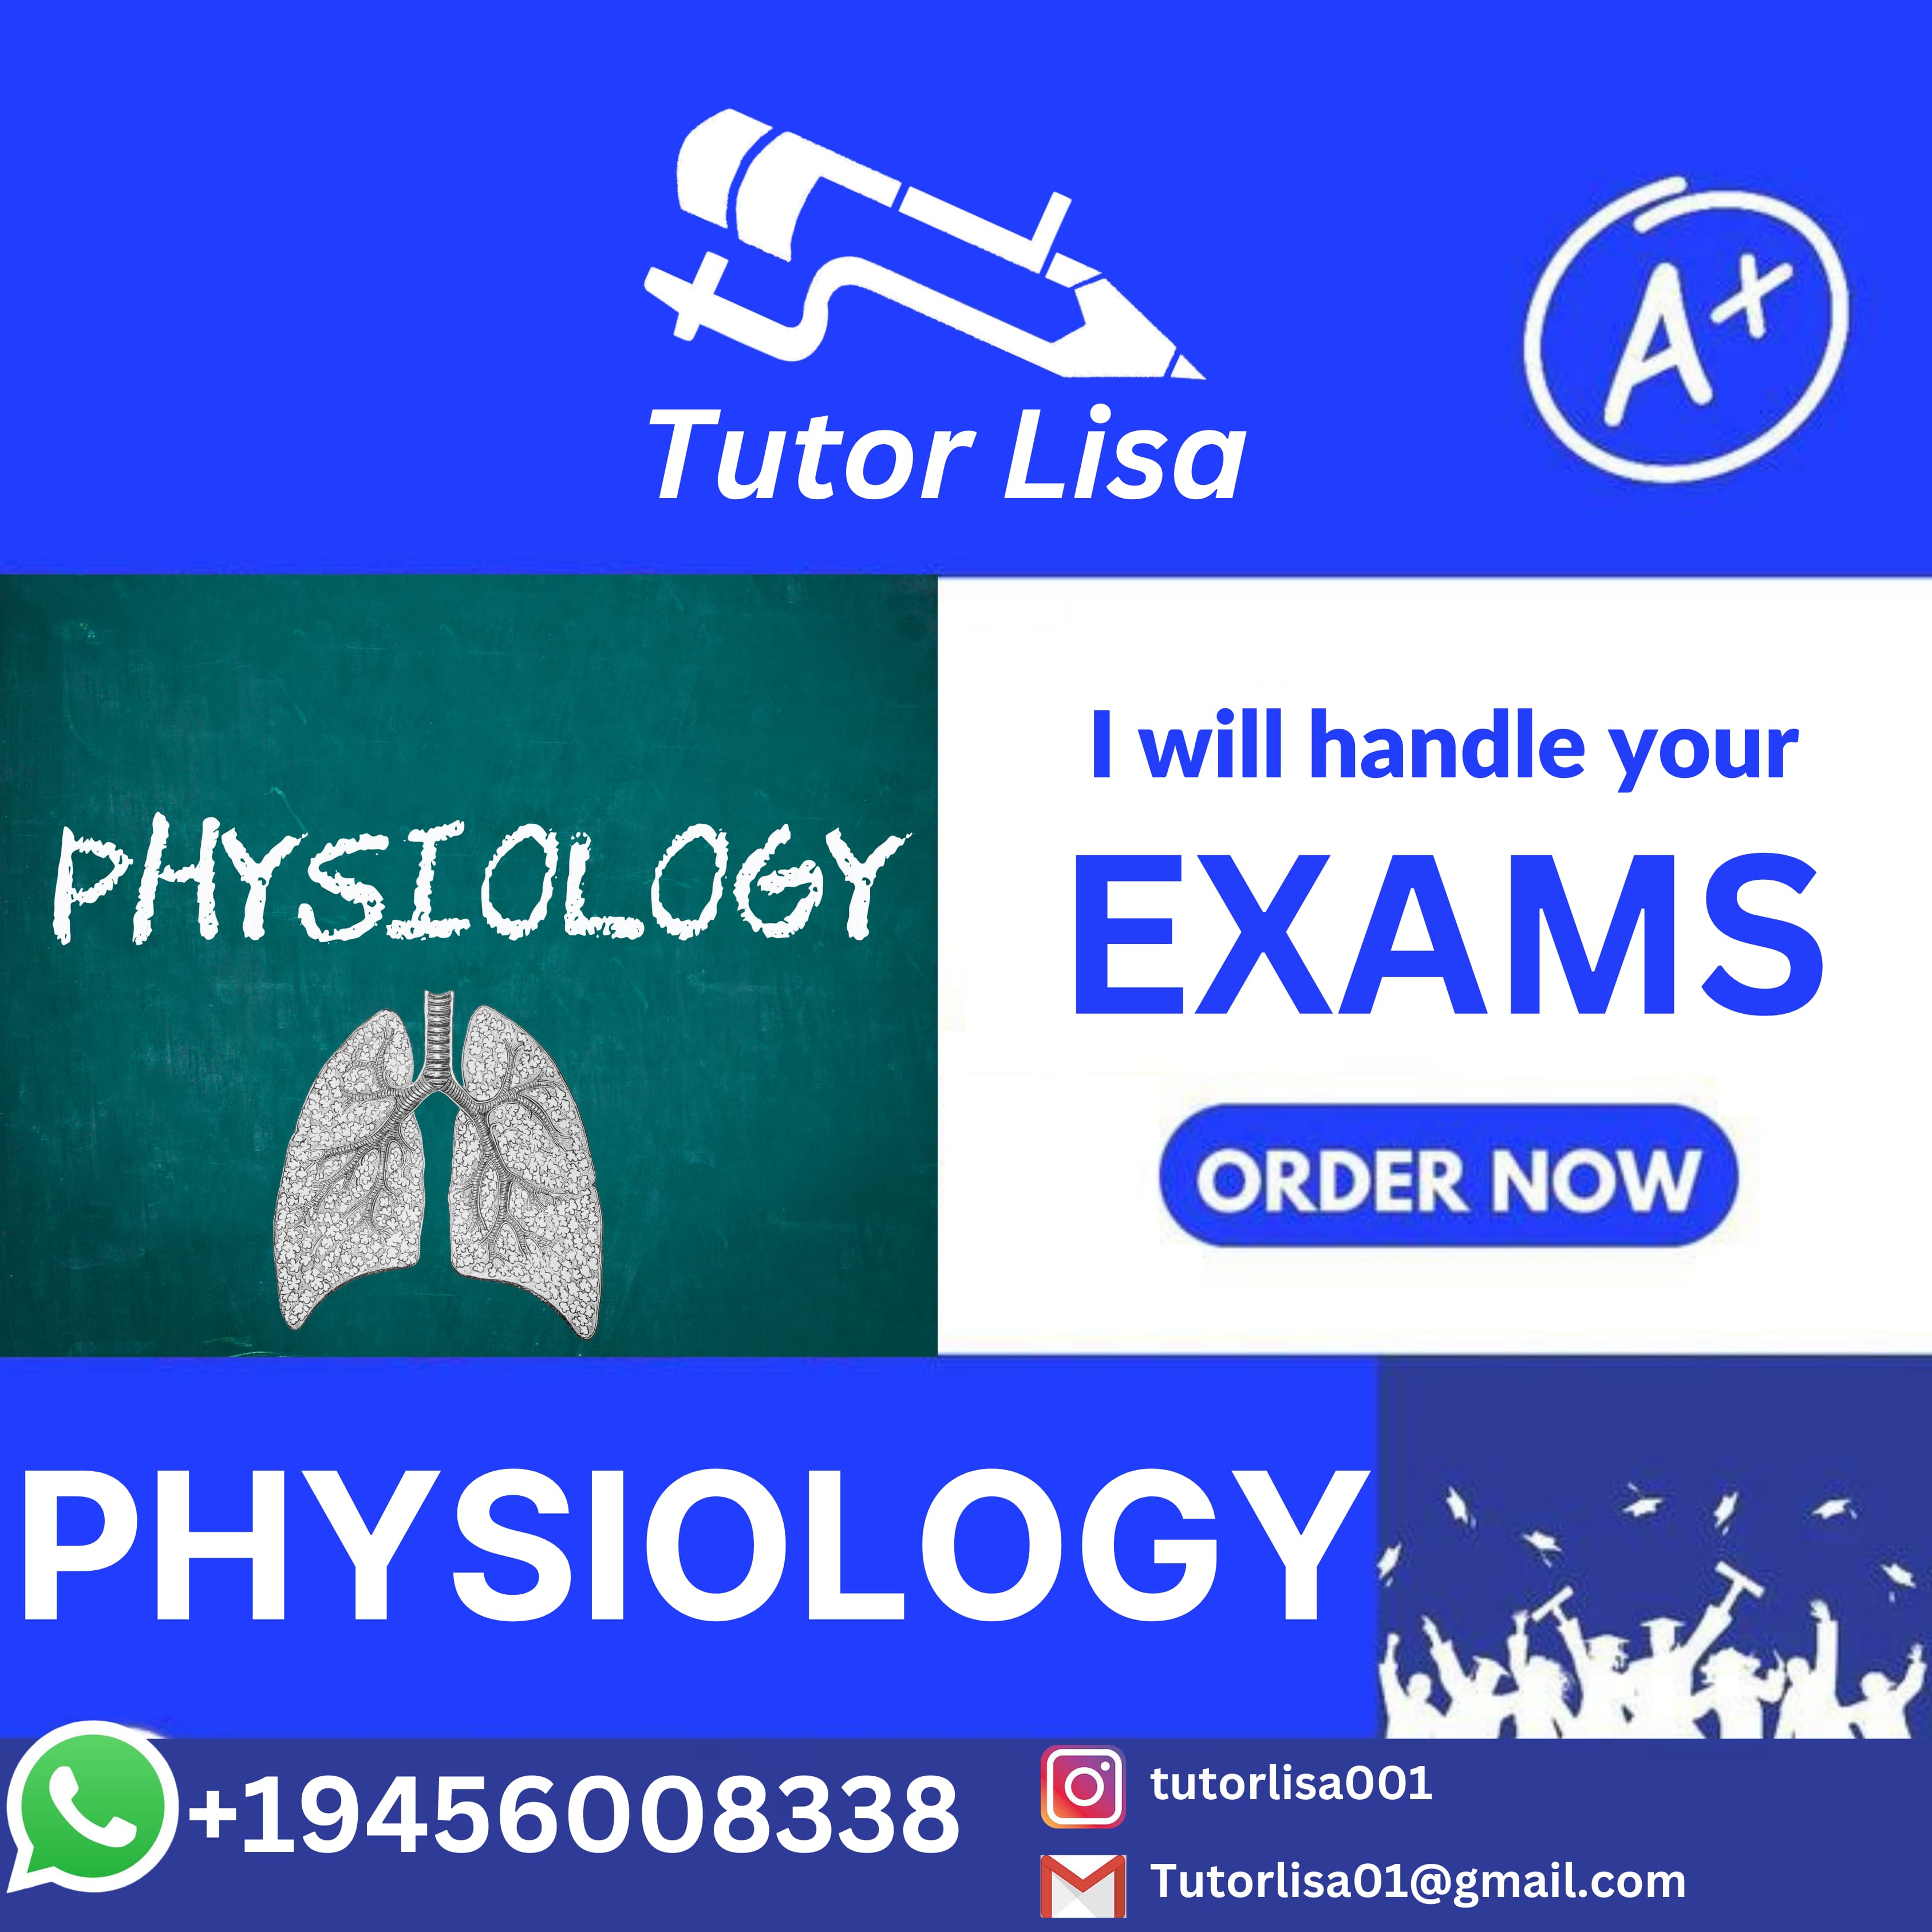 Tutor Lisa
A+
PHYSIOLOGY
I will handle your
EXAMS
ORDER NOW
PHYSIOLOGY
+19456008338
tutorlisa001
Tutorlisa01@gmail.com